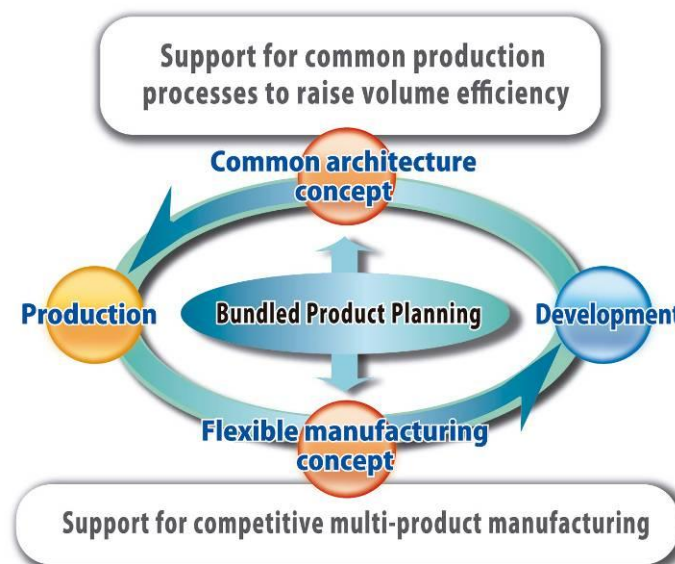 Support for common production
processes to raise volume efficiency
Common architecture
concept
Production
Bundled Product Planning
Development
Flexible manufacturing
concept
Support for competitive multi-product manufacturing